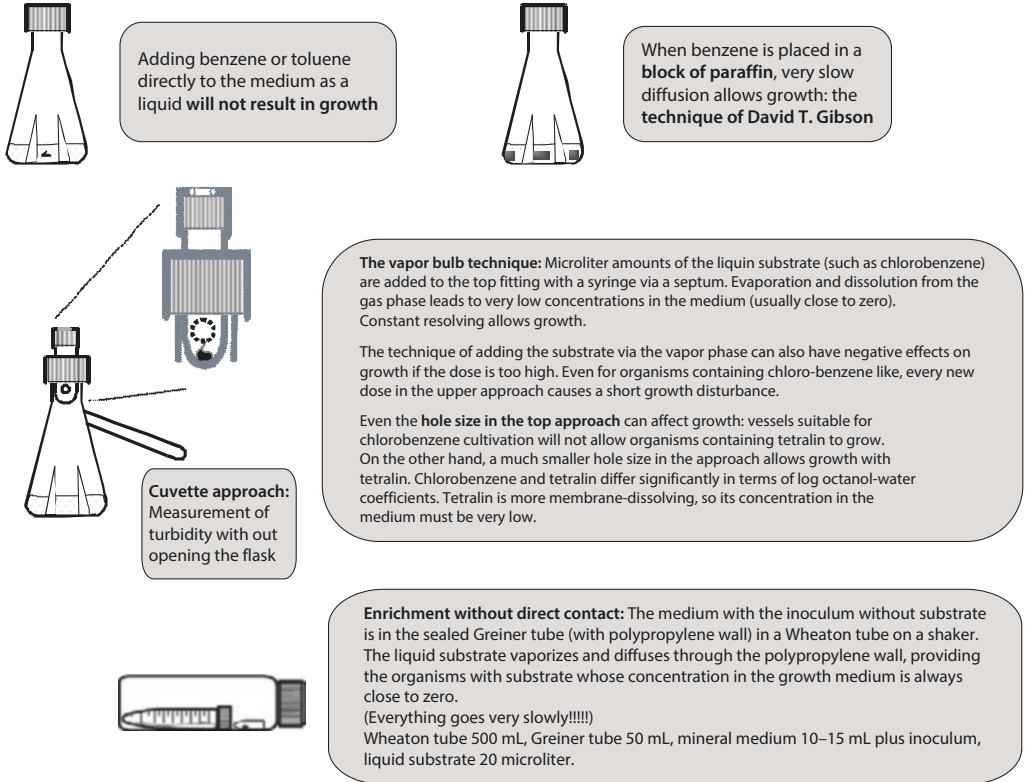 Adding benzene or toluene
directly to the medium as a
liquid will not result in growth
When benzene is placed in a
block of paraffin, very slow
diffusion allows growth: the
technique of David T. Gibson
The vapor bulb technique: Microliter amounts of the liquin substrate (such as chlorobenzene)
are added to the top fitting with a syringe via a septum. Evaporation and dissolution from the
gas phase leads to very low concentrations in the medium (usually close to zero).
Constant resolving allows growth.
The technique of adding the substrate via the vapor phase can also have negative effects on
growth if the dose is too high. Even for organisms containing chloro-benzene like, every new
dose in the upper approach causes a short growth disturbance.
Even the hole size in the top approach can affect growth: vessels suitable for
chlorobenzene cultivation will not allow organisms containing tetralin to grow.
On the other hand, a much smaller hole size in the approach allows growth with
tetralin. Chlorobenzene and tetralin differ significantly in terms of log octanol-water
coefficients. Tetralin is more membrane-dissolving, so its concentration in the
medium must be very low.
Cuvette approach:
Measurement of
turbidity with out
opening the flask
Enrichment without direct contact: The medium with the inoculum without substrate
is in the sealed Greiner tube (with polypropylene wall) in a Wheaton tube on a shaker.
The liquid substrate vaporizes and diffuses through the polypropylene wall, providing
the organisms with substrate whose concentration in the growth medium is always
close to zero.
(Everything goes very slowly!!!!!)
Wheaton tube 500 mL, Greiner tube 50 mL, mineral medium 10–15 mL plus inoculum,
liquid substrate 20 microliter.